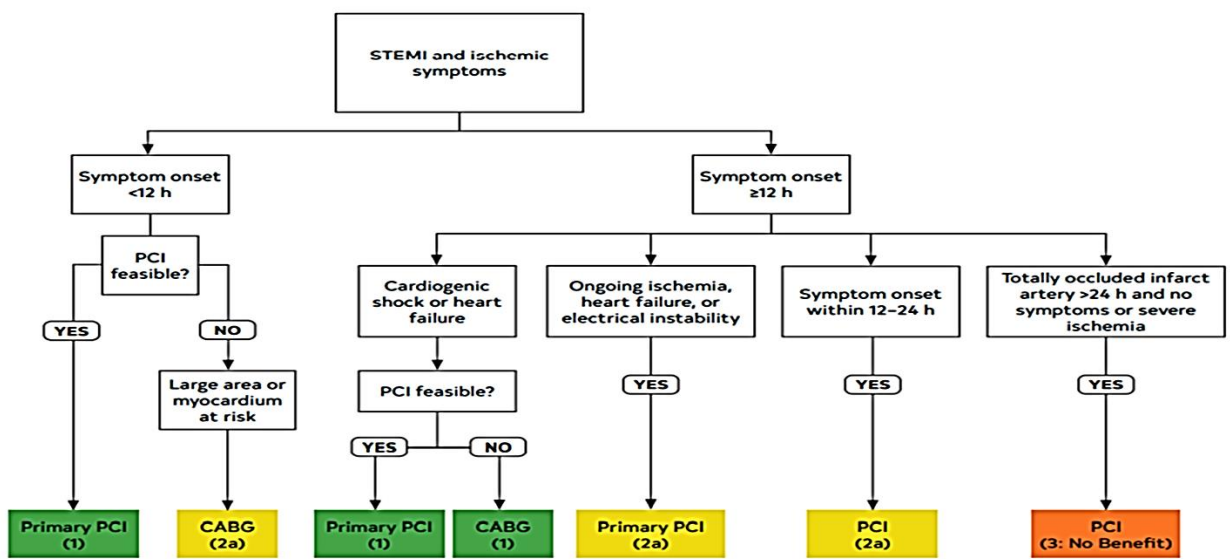 STEMI and ischemic
symptoms
Symptom onset
<12 h
Symptom onset
≥12 h
PCI
feasible?
Cardiogenic
shock or heart
failure
Ongoing ischemia,
heart failure, or
electrical instability
Symptom onset
within 12–24 h
Totally occluded infarct
artery >24 h and no
symptoms or severe
ischemia
YES
NO
Large area or
myocardium
at risk
PCI feasible?
YES
YES
YES
YES
NO
Primary PCI
(1)
CABG
(2a)
Primary PCI
(1)
CABG
(1)
Primary PCI
(2a)
PCI
(2a)
PCI
(3: No Benefit)